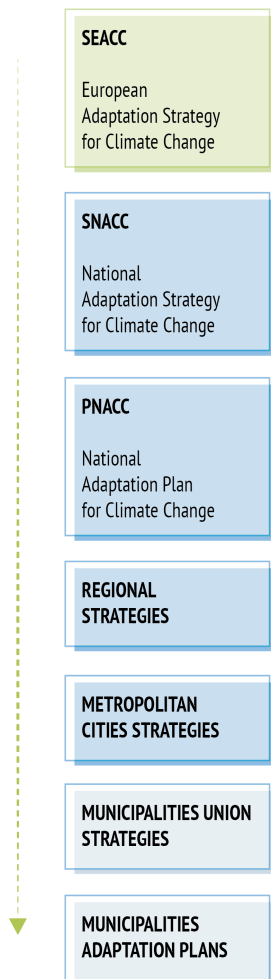 SEACC
European
Adaptation Strategy
for Climate Change
SNACC
National
Adaptation Strategy
for Climate Change
PNACC
National
Adaptation Plan
for Climate Change
REGIONAL
STRATEGIES
METROPOLITAN
CITIES STRATEGIES
MUNICIPALITIES UNION
STRATEGIES
MUNICIPALITIES
ADAPTATION PLANS